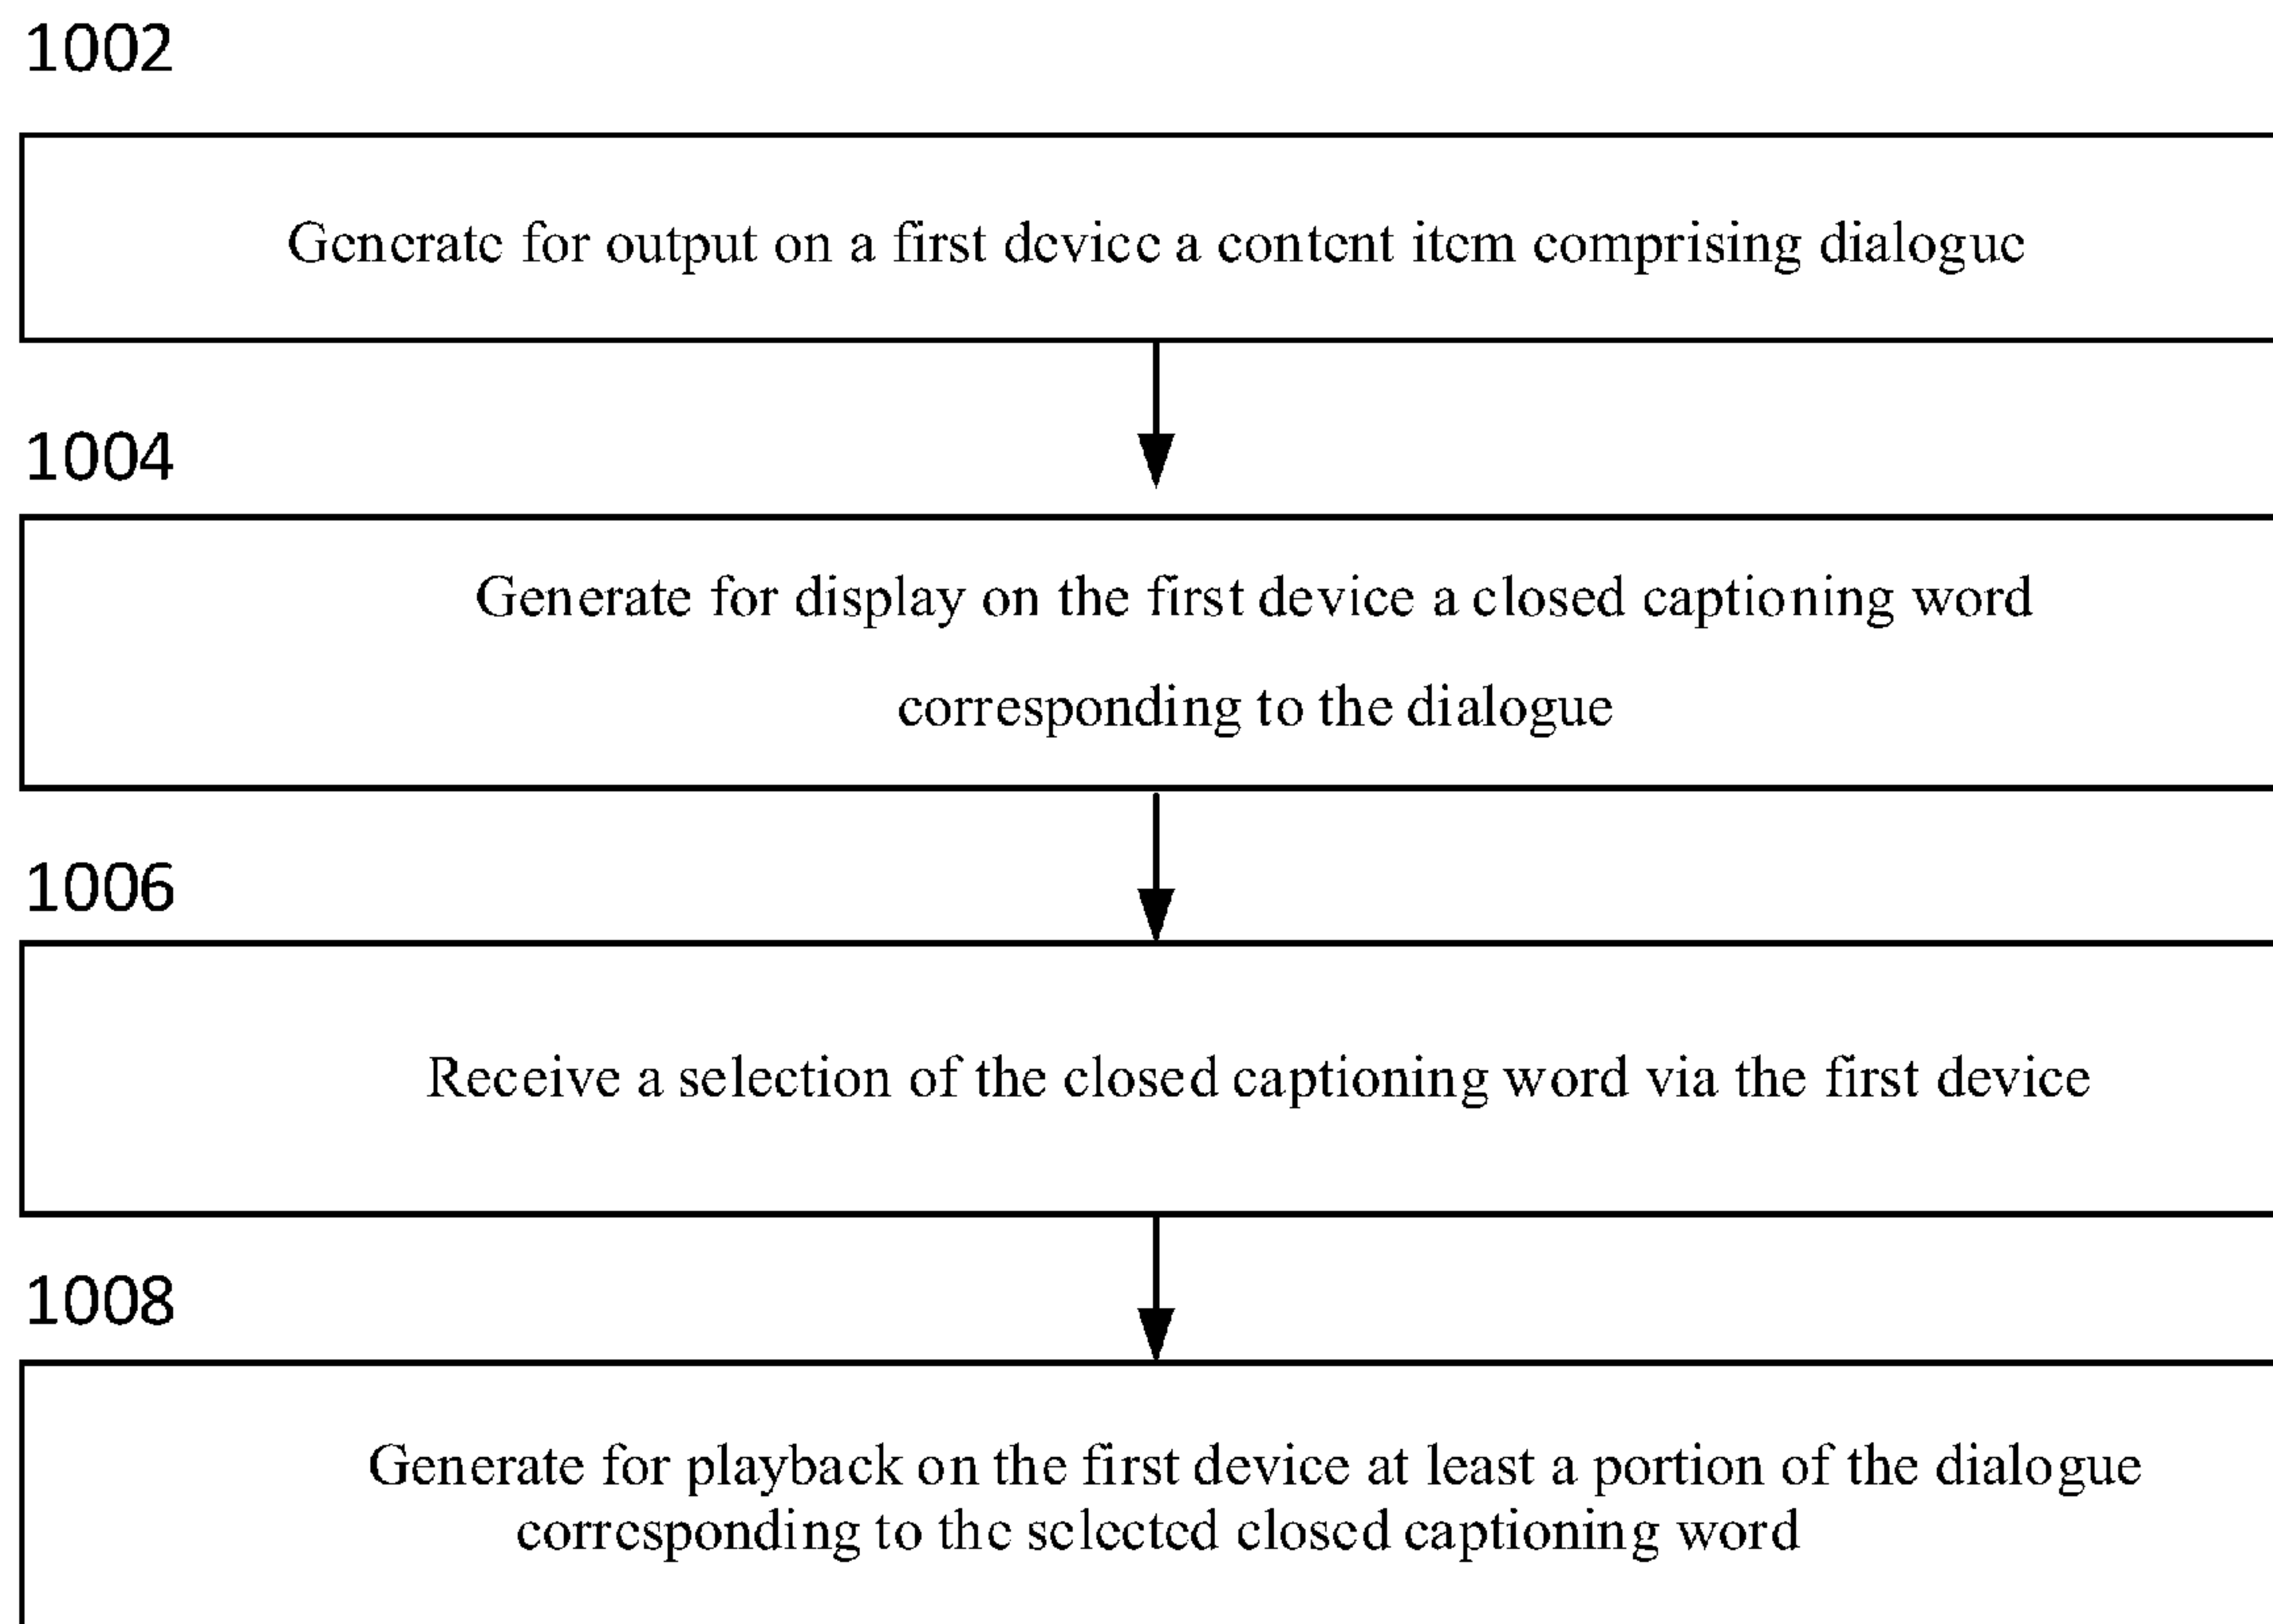 1002
Generate for output on a first device a content item comprising dialogue
1004
Generate for display on the first device a closed captioning word
corresponding to the dialogue
1006
Receive a selection of the closed captioning word via the first device
1008
Generate for playback on the first device at least a portion of the dialogue
corresponding to the selected closed captioning word